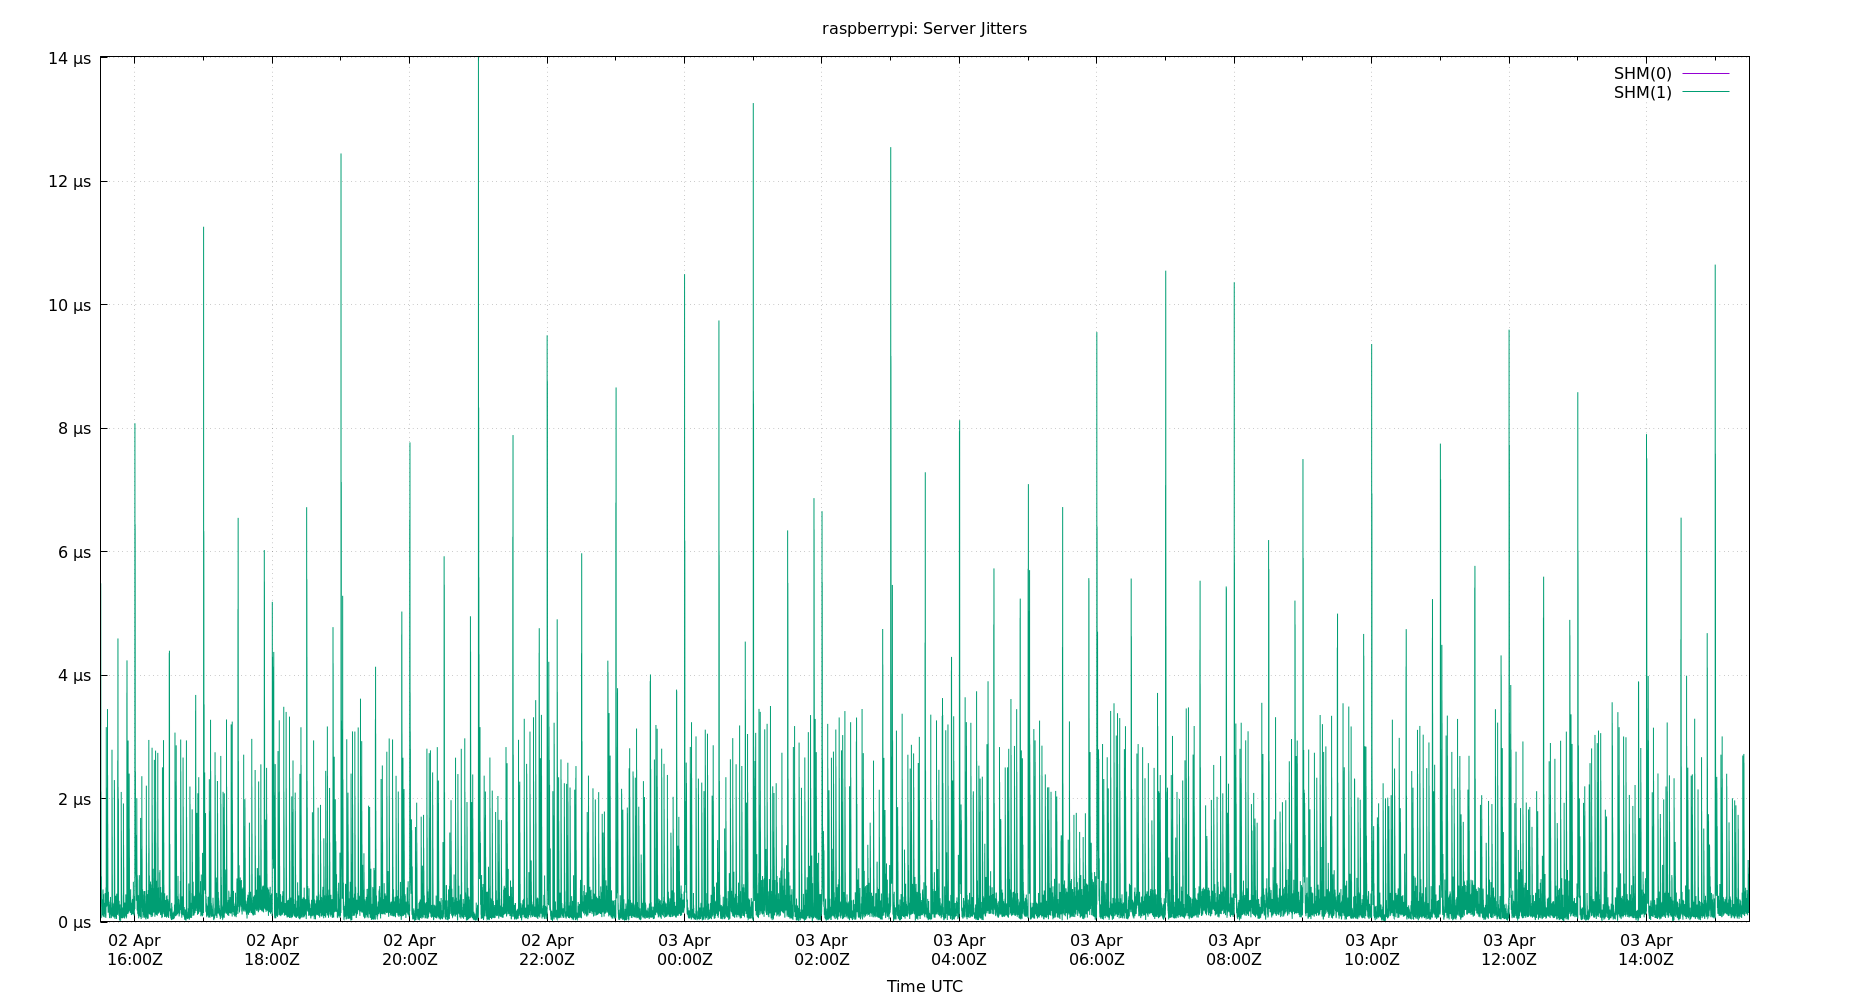 raspberrypi: Server Jitters
14 µs
SHM(0)
SHM(1)
12 µs
10 µs
8 µs
6 µs
4 µs
2 µs
0 µs
02 Apr 02 Apr 02 Apr 02 Apr 03 Apr 03 Apr 03 Apr 03 Apr 03 Apr 03 Apr 03 Apr 03 Apr
16:00Z 18:00Z 20:00Z 22:00Z 00:00Z 02:00Z 04:00Z 06:00Z 08:00Z 10:00Z 12:00Z 14:00Z
Time UTC